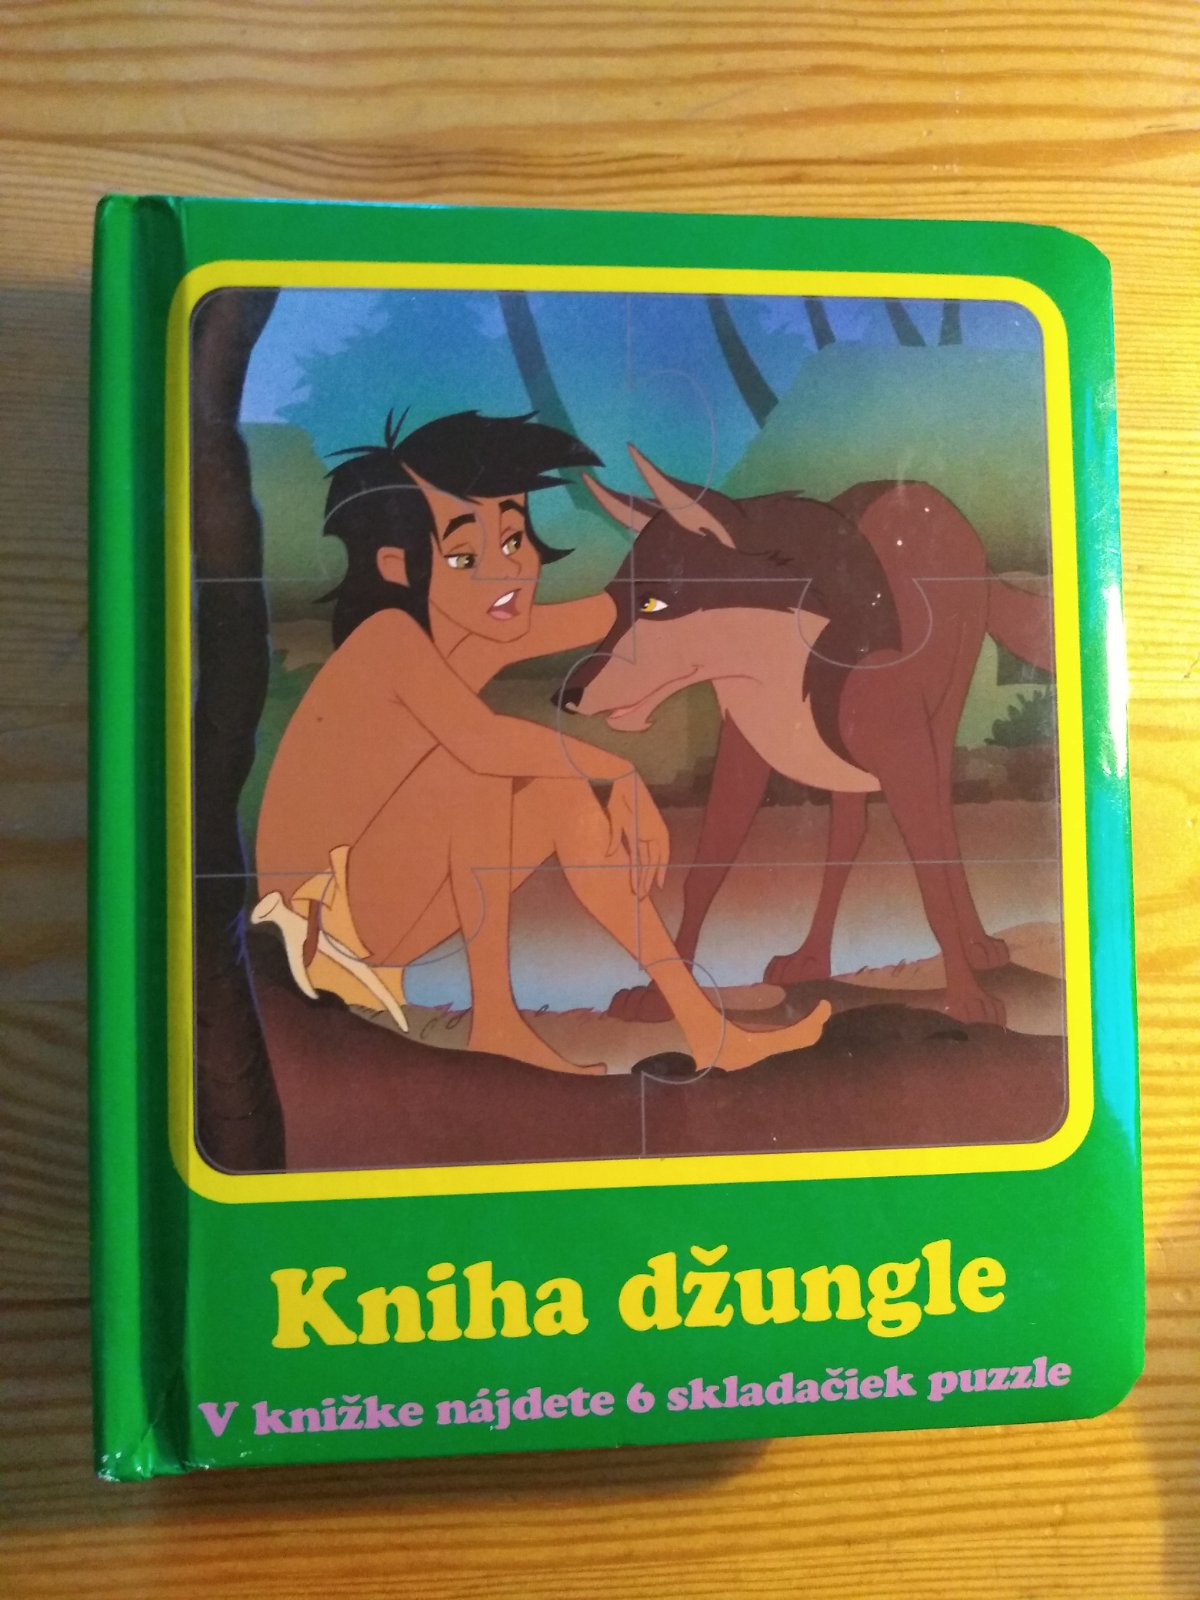 Kniha džungle
V knižke nájdete 6 skladačiek puzzle